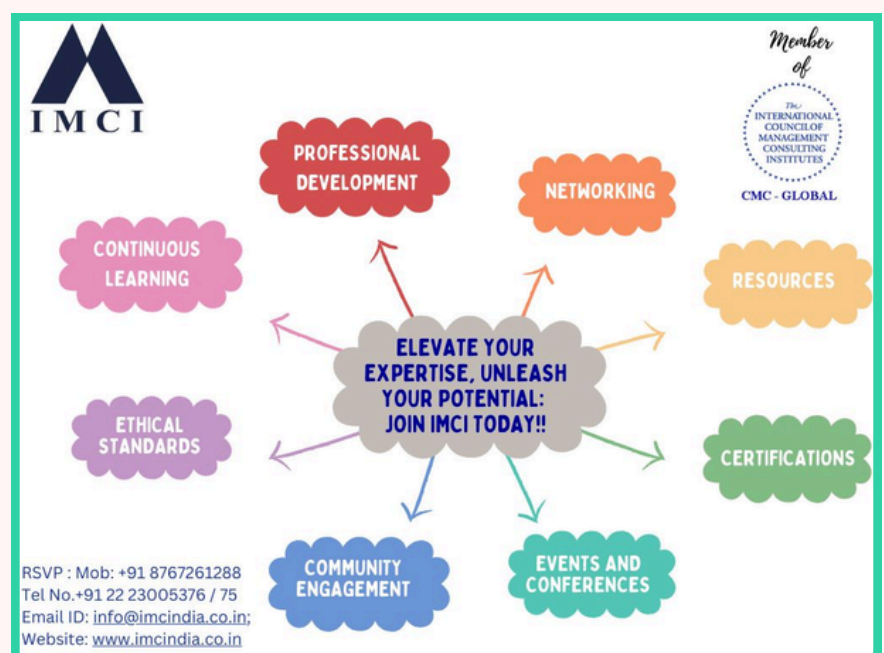 IMCI
Member
of
The
INTERNATIONAL
COUNCILOF
MANAGEMENT
CONSULTING
INSTITUTES
CMC - GLOBAL
PROFESSIONAL
DEVELOPMENT
NETWORKING
CONTINUOUS
LEARNING
RESOURCES
ELEVATE YOUR
EXPERTISE, UNLEASH
YOUR POTENTIAL:
JOIN IMCI TODAY!!
ETHICAL
STANDARDS
CERTIFICATIONS
COMMUNITY
ENGAGEMENT
EVENTS AND
CONFERENCES
RSVP : Mob: +91 8767261288
Tel No.+91 22 23005376 / 75
Email ID: info@imcindia.co.in;
Website: www.imcindia.co.in